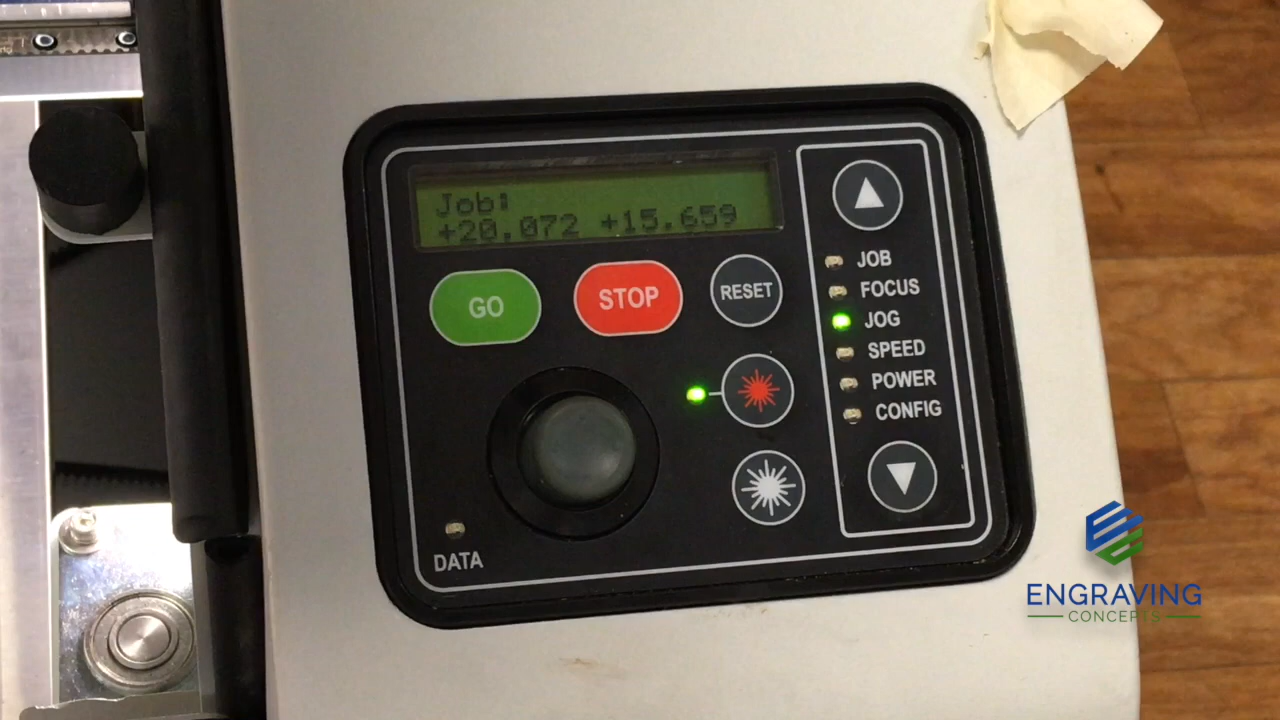 Job:
+20.072 +15.659
GO
STOP
RESET
JOB
FOCUS
JOG
SPEED
POWER
CONFIG
DATA
ENGRAVING
CONCEPTS